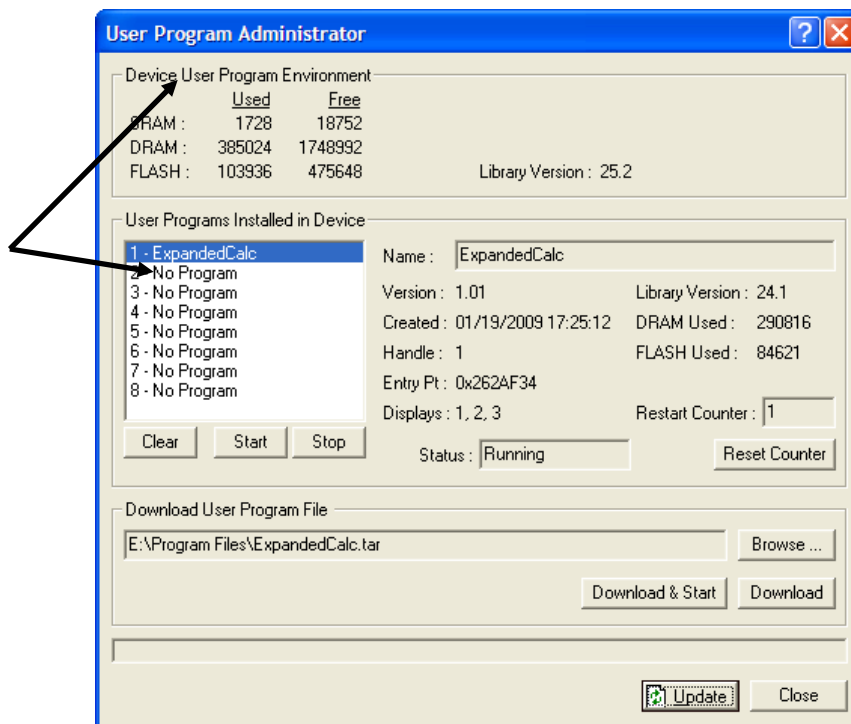 User Program Administrator
Device User Program Environment
Used Free
SRAM : 1728 18752
DRAM : 385024 1748992
FLASH : 103936 475648 Library Version : 25.2
User Programs Installed in Device
1 - ExpandedCalc
2 - No Program
3 - No Program
4 - No Program
5 - No Program
6 - No Program
7 - No Program
8 - No Program
Clear Start Stop
Name : ExpandedCalc
Version : 1.01 Library Version : 24.1
Created : 01/19/2009 17:25:12 DRAM Used : 290816
Handle : 1 FLASH Used : 84621
Entry Pt : 0x262AF34
Displays : 1, 2, 3 Restart Counter : 1
Status : Running Reset Counter
Download User Program File
E:\Program Files\ExpandedCalc.tar Browse ...
Download & Start Download
Update Close